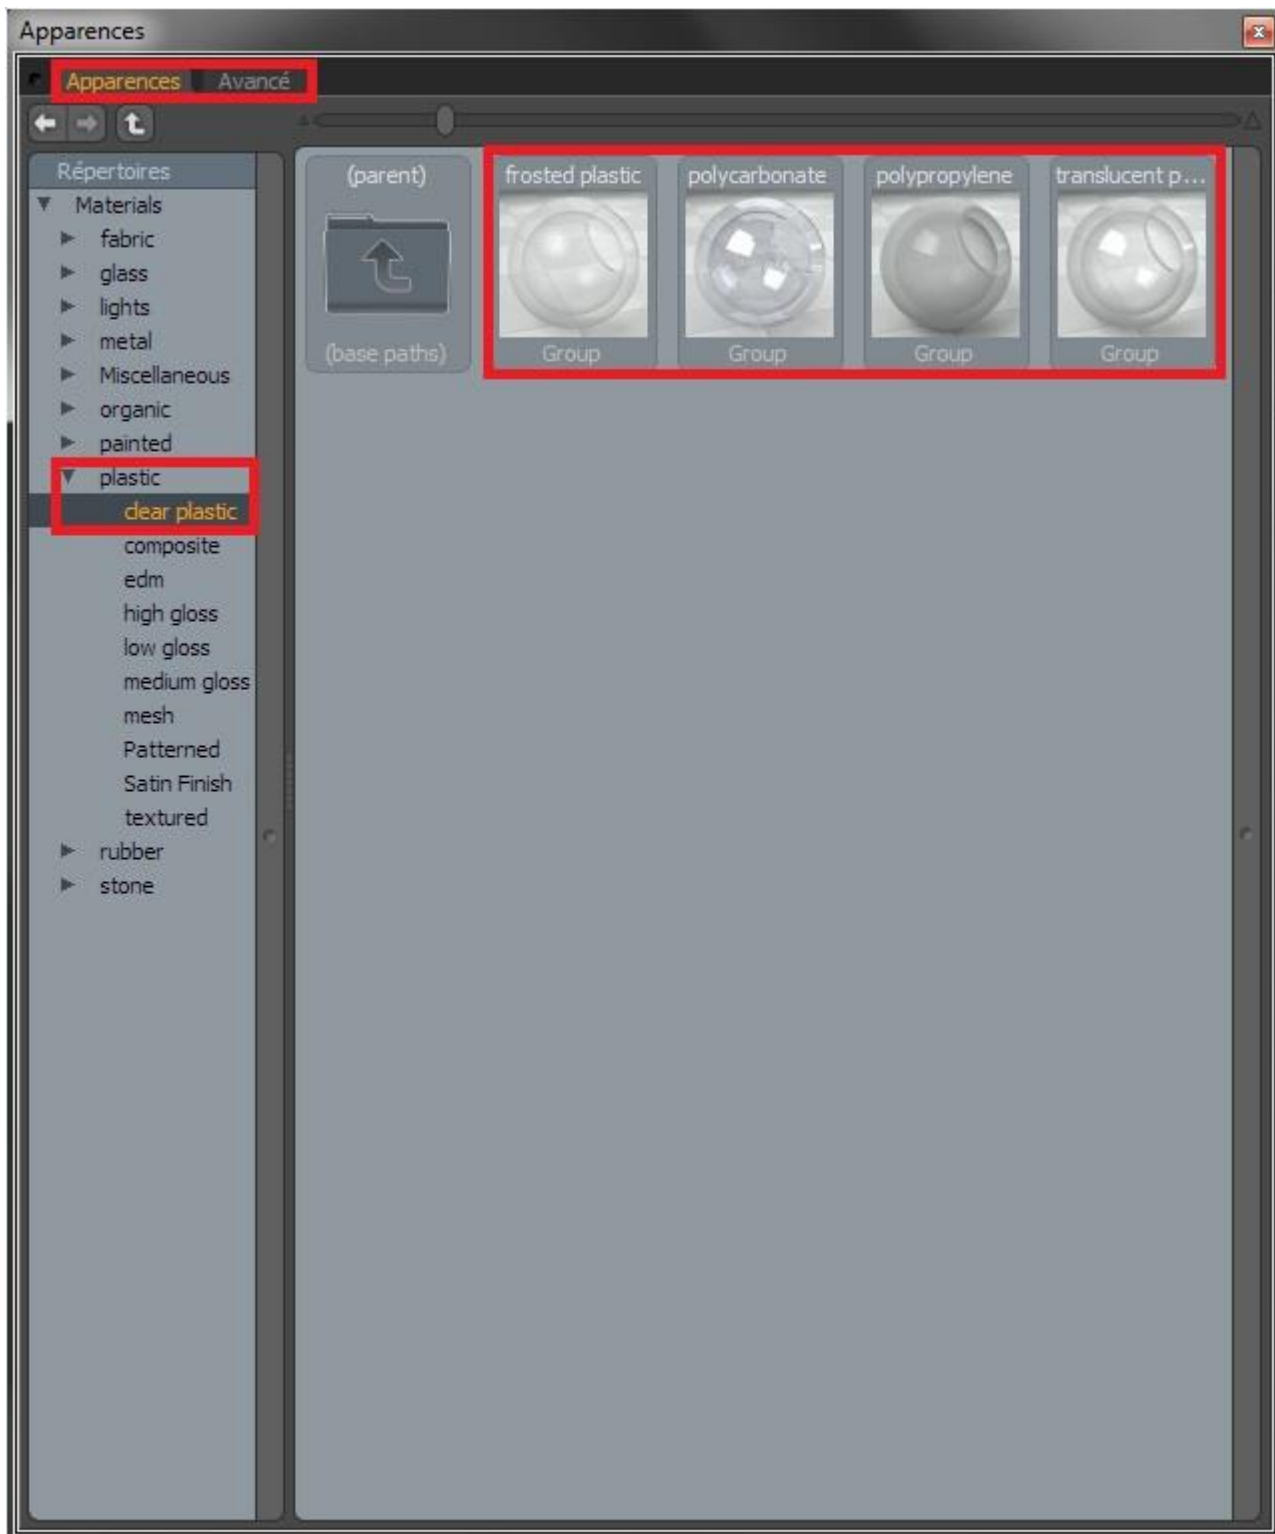 Apparences
Apparences Avancé
Répertoires
Materials
fabric
glass
lights
metal
Miscellaneous
organic
painted
plastic
clear plastic
composite
edm
high gloss
low gloss
medium gloss
mesh
Patterned
Satin Finish
textured
rubber
stone
(parent)
(base paths)
frosted plastic
Group
polycarbonate
Group
polypropylene
Group
translucent p...
Group